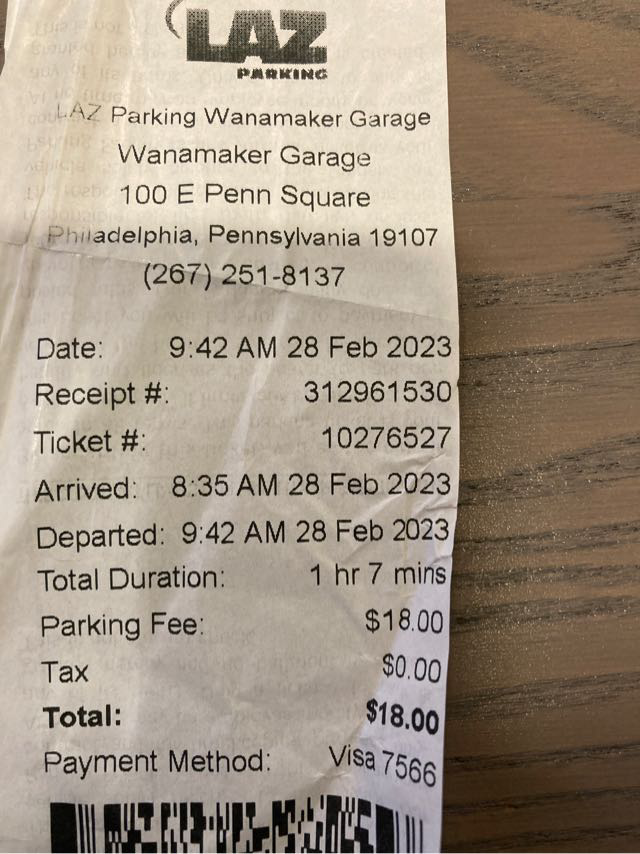 LAZ
PARKING
LAZ Parking Wanamaker Garage
Wanamaker Garage
100 E Penn Square
Philadelphia, Pennsylvania 19107
(267) 251-8137
Date: 9:42 AM 28 Feb 2023
Receipt #: 312961530
Ticket #: 10276527
Arrived: 8:35 AM 28 Feb 2023
Departed: 9:42 AM 28 Feb 2023
Total Duration: 1 hr 7 mins
Parking Fee: $18.00
Tax $0.00
Total: $18.00
Payment Method: Visa 7566